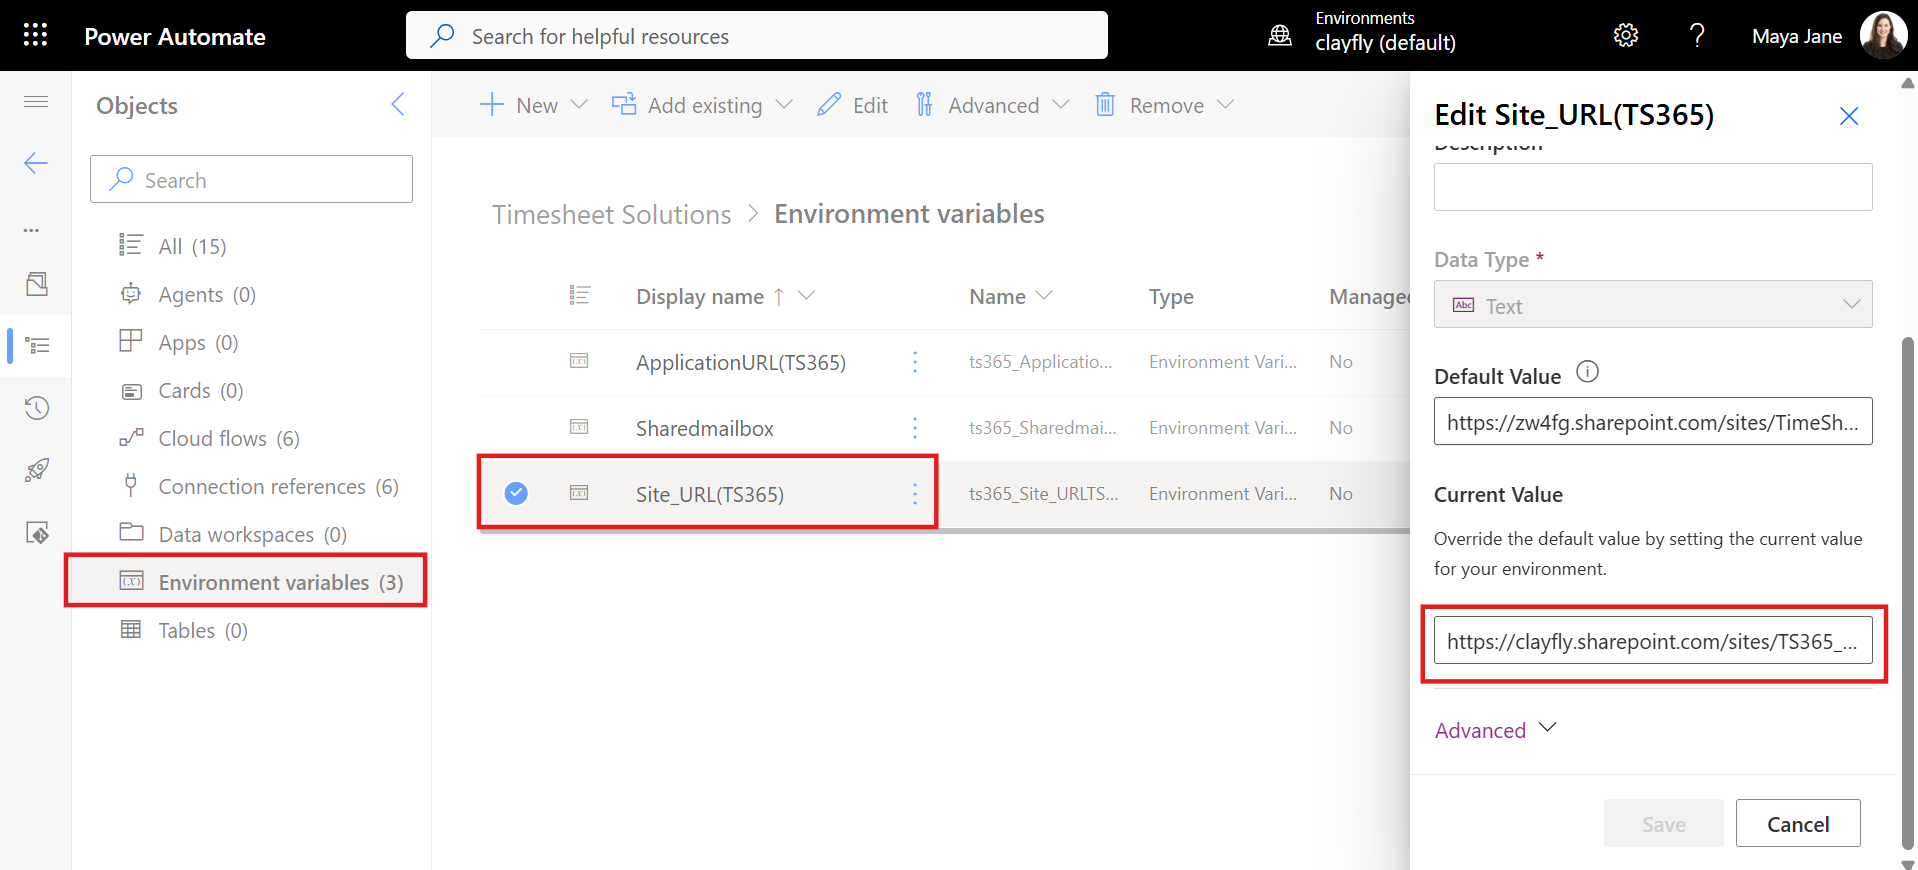 Power Automate
Search for helpful resources
Environments
clayfly (default)
Maya Jane
Objects
Search
All (15)
Agents (0)
Apps (0)
Cards (0)
Cloud flows (6)
Connection references (6)
Data workspaces (0)
Environment variables (3)
Tables (0)
New
Add existing
Edit
Advanced
Remove
Timesheet Solutions > Environment variables
Display name ↑ Name Type Managed
ApplicationURL(TS365) ts365_Applicatio... Environment Vari... No
Sharedmailbox ts365_Sharedmai... Environment Vari... No
Site_URL(TS365) ts365_Site_URLTS... Environment Vari... No
Edit Site_URL(TS365)
Description
Data Type *
Abc Text
Default Value
https://zw4fg.sharepoint.com/sites/TimeSh...
Current Value
Override the default value by setting the current value
for your environment.
https://clayfly.sharepoint.com/sites/TS365_...
Advanced
Save
Cancel